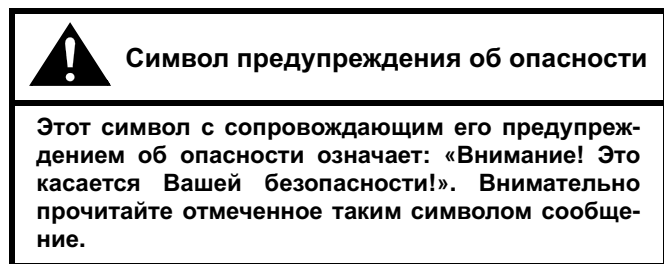 Символ предупреждения об опасности
Этот символ с сопровождающим его предупреж-
дением об опасности означает: «Внимание! Это
касается Вашей безопасности!». Внимательно
прочитайте отмеченное таким символом сообще-
ние.